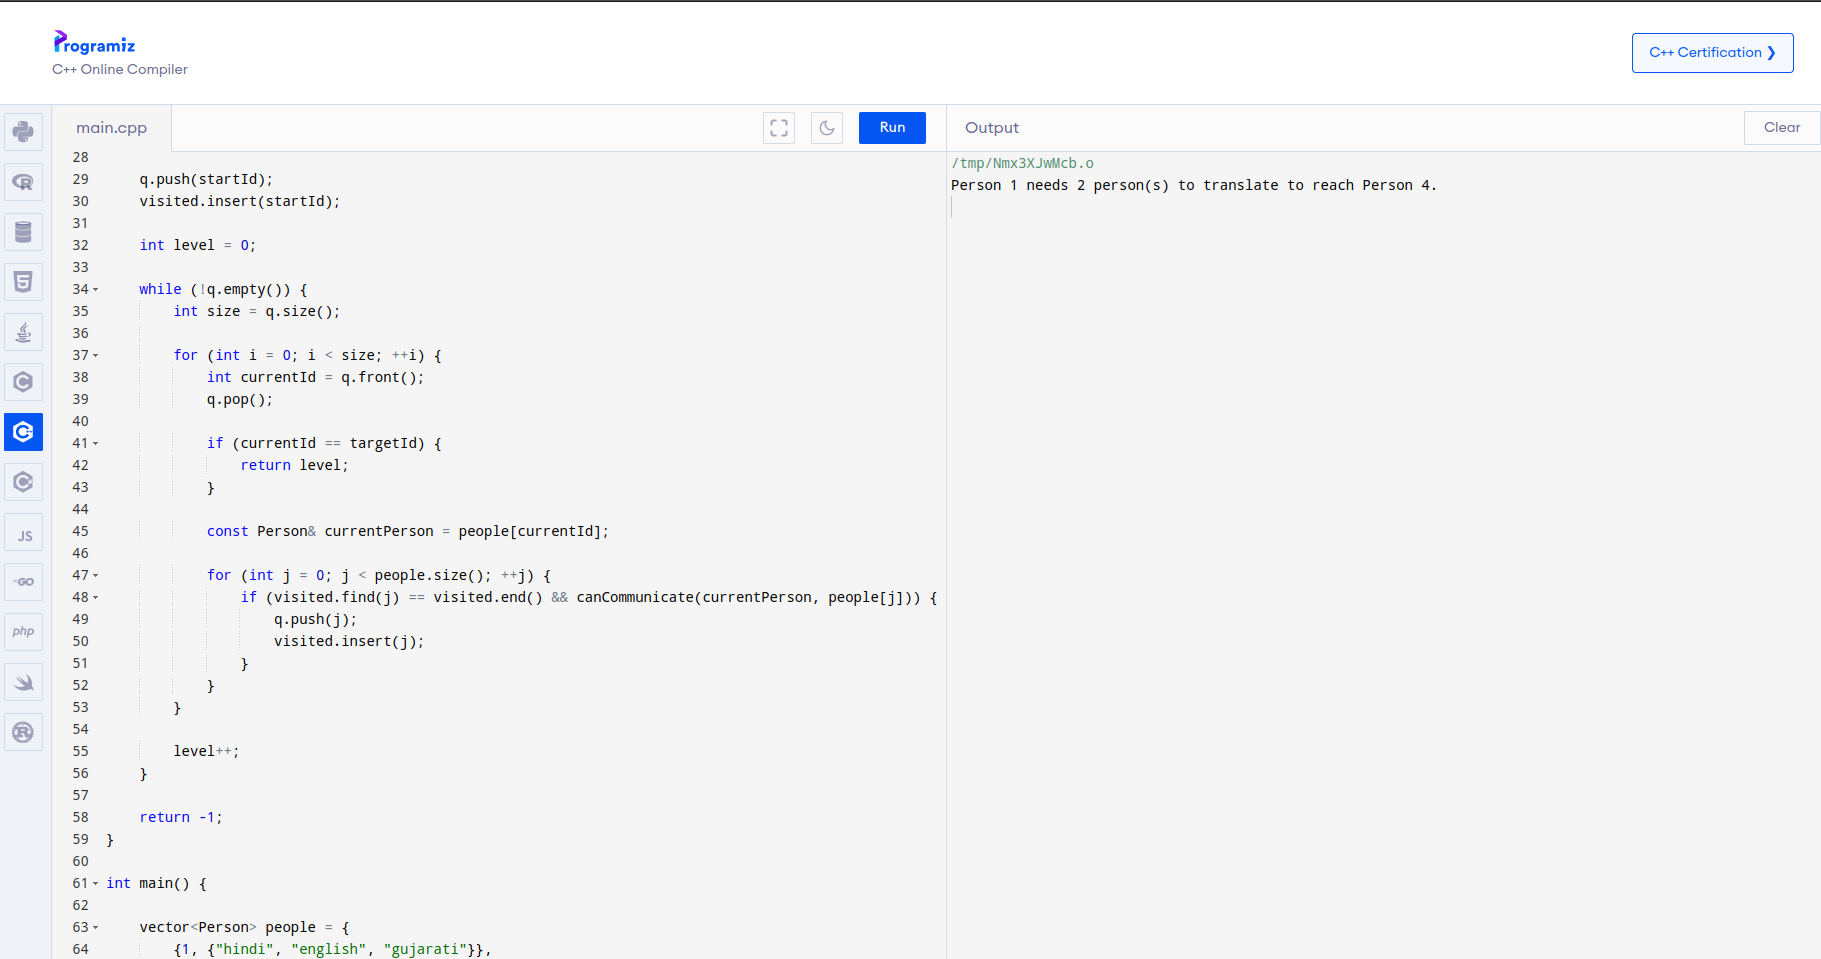 Programiz
C++ Online Compiler
C++ Certification ❯
main.cpp
Run
Output
Clear
28
29 q.push(startId);
30 visited.insert(startId);
31
32 int level = 0;
33
34 while (!q.empty()) {
35 int size = q.size();
36
37 for (int i = 0; i < size; ++i) {
38 int currentId = q.front();
39 q.pop();
40
41 if (currentId == targetId) {
42 return level;
43 }
44
45 const Person& currentPerson = people[currentId];
46
47 for (int j = 0; j < people.size(); ++j) {
48 if (visited.find(j) == visited.end() && canCommunicate(currentPerson, people[j])) {
49 q.push(j);
50 visited.insert(j);
51 }
52 }
53 }
54
55 level++;
56 }
57
58 return -1;
59 }
60
61 int main() {
62
63 vector<Person> people = {
64 {1, {"hindi", "english", "gujarati"}},
/tmp/Nmx3XJwMcb.o
Person 1 needs 2 person(s) to translate to reach Person 4.
JS
GO
php